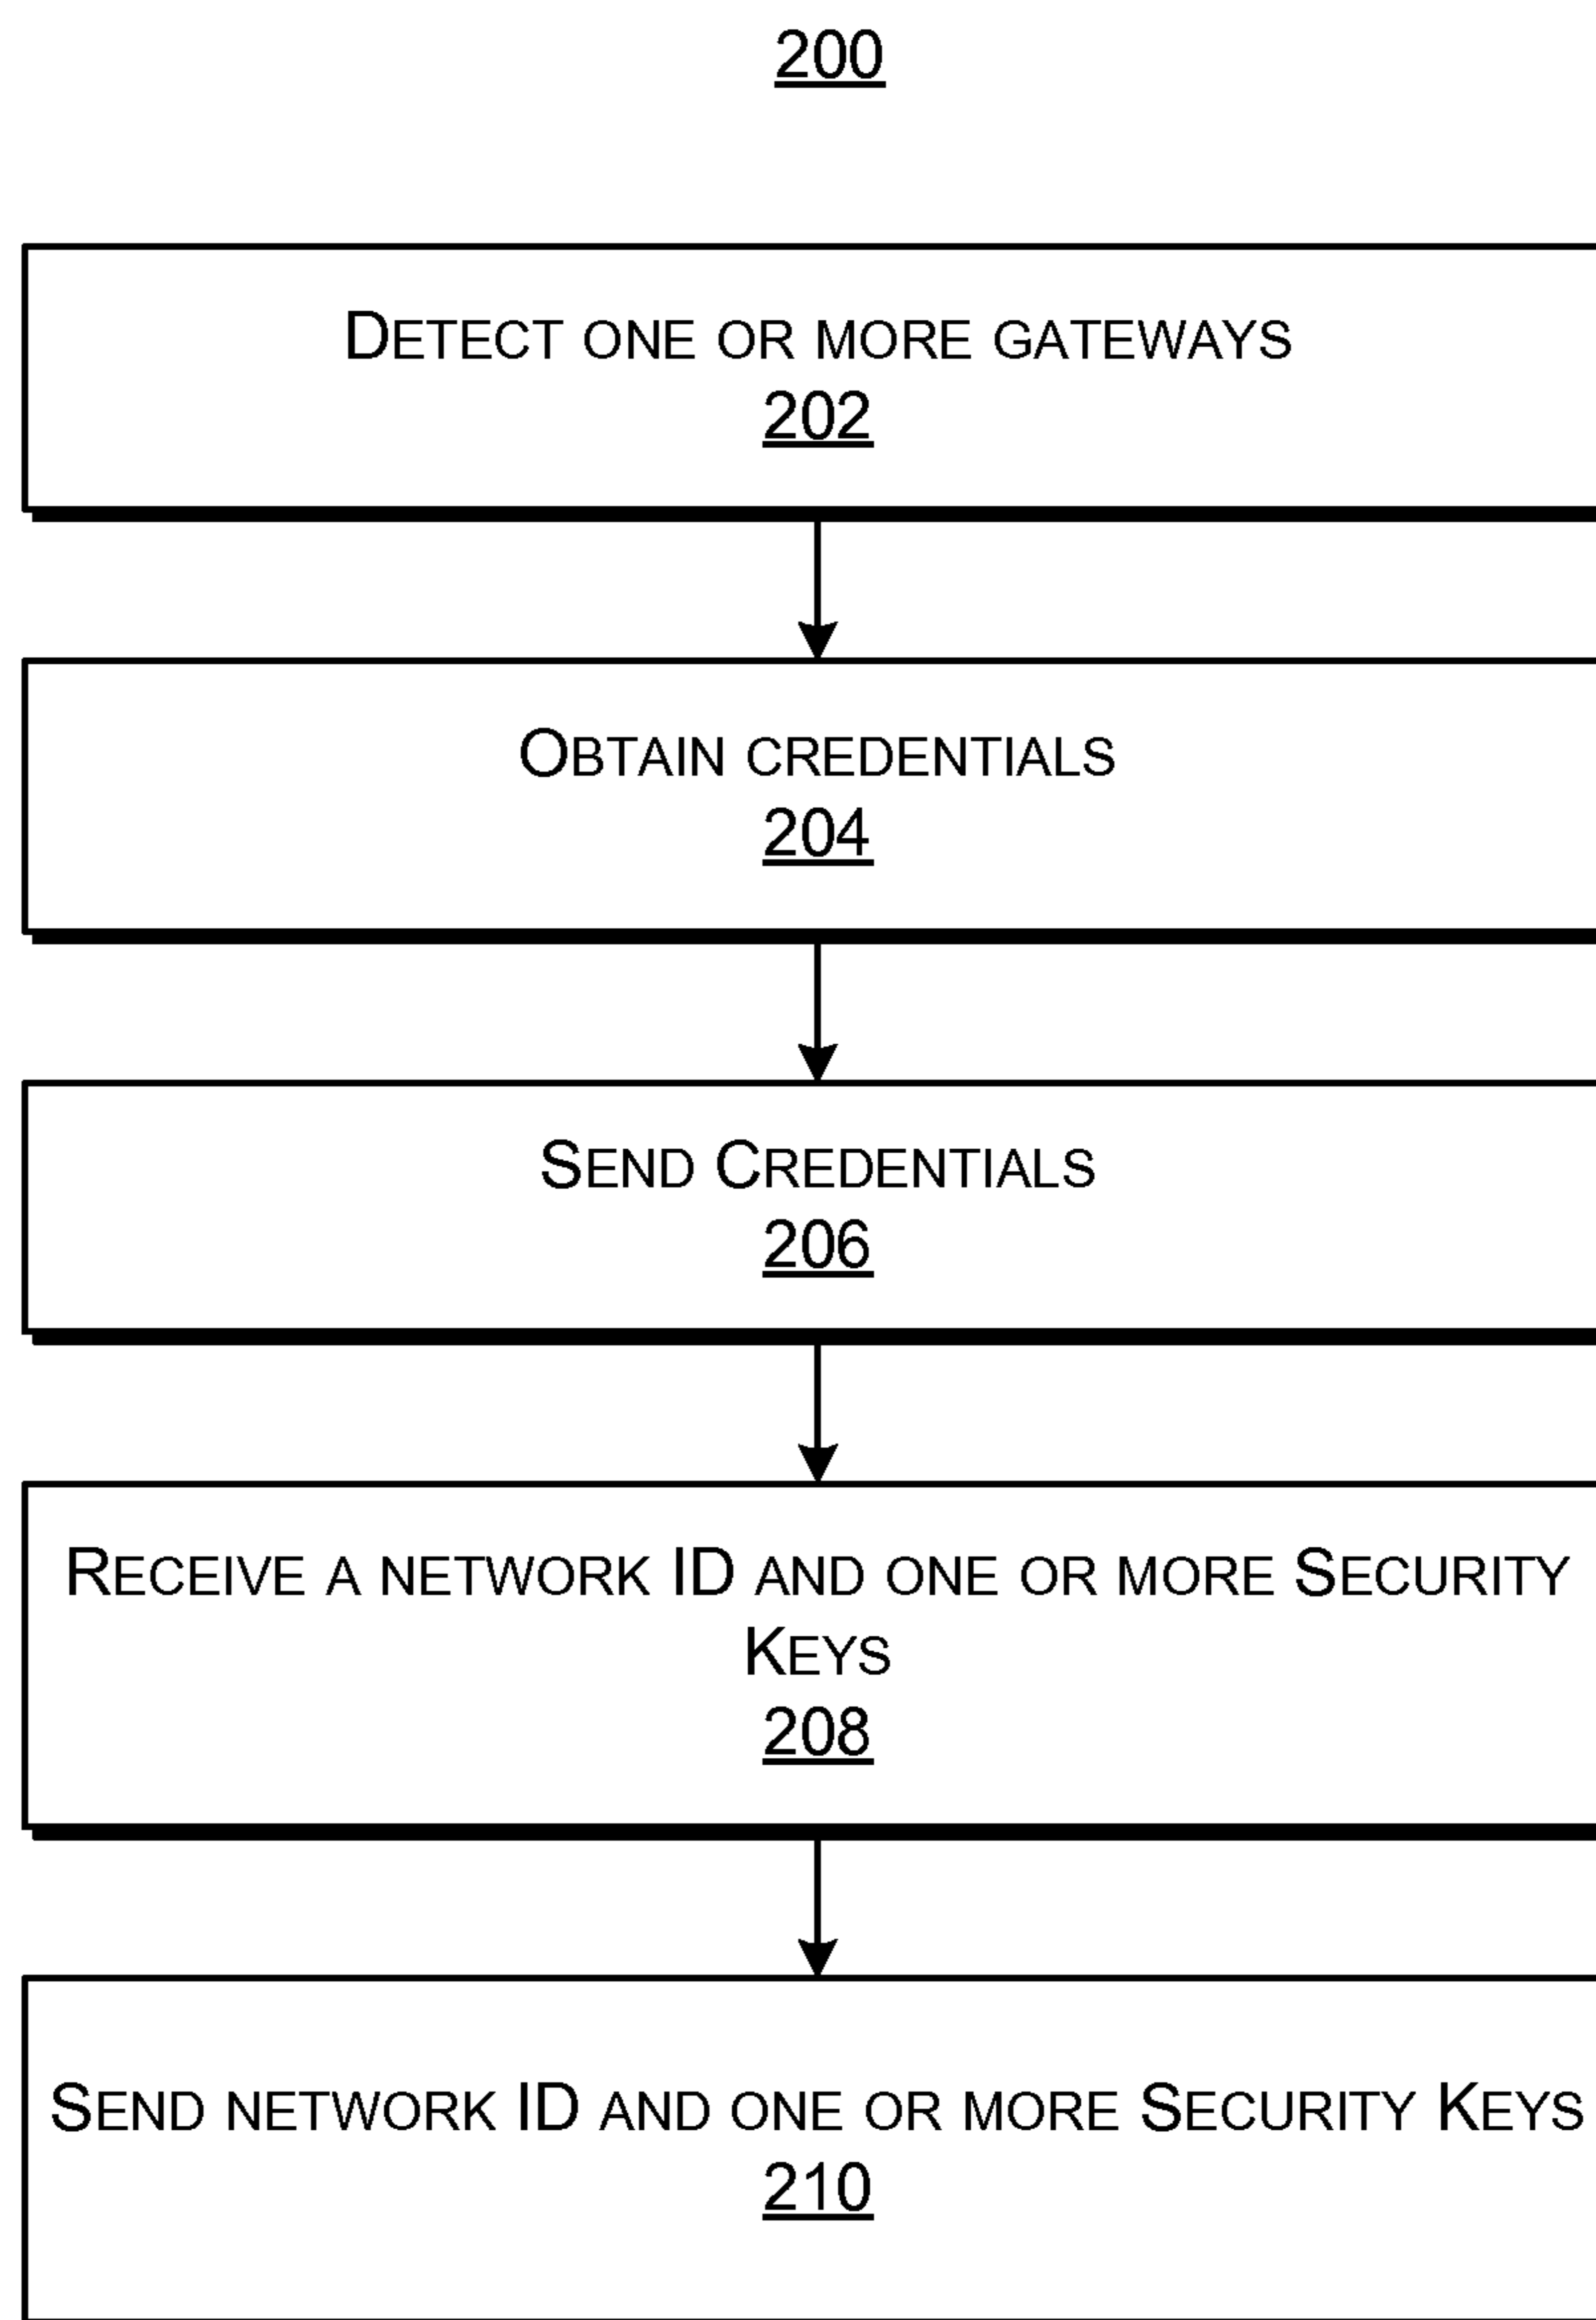 200
Detect one or more gateways
202
Obtain credentials
204
Send Credentials
206
Receive a network ID and one or more Security
Keys
208
Send network ID and one or more Security Keys
210